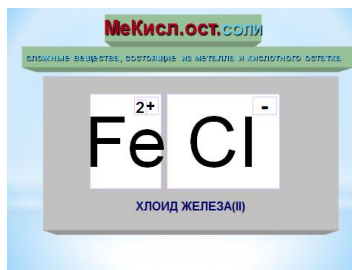 МеКисл.ост.соли
сложные вещества, состоящие из металла и кислотного остатка
2+ -
Fe Cl
ХЛОИД ЖЕЛЕЗА(II)